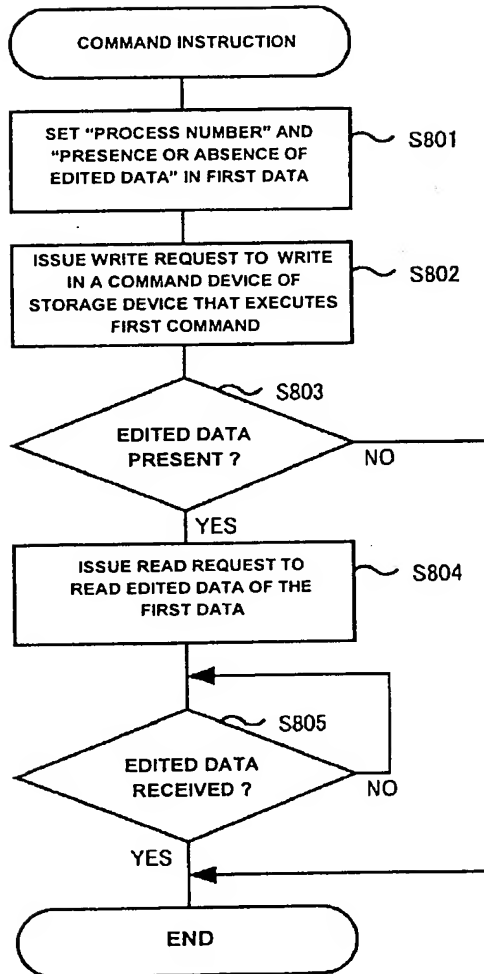 COMMAND INSTRUCTION
SET "PROCESS NUMBER" AND
"PRESENCE OR ABSENCE OF
EDITED DATA" IN FIRST DATA
S801
ISSUE WRITE REQUEST TO WRITE
IN A COMMAND DEVICE OF
STORAGE DEVICE THAT EXECUTES
FIRST COMMAND
S802
S803
EDITED DATA
PRESENT ?
NO
YES
ISSUE READ REQUEST TO
READ EDITED DATA OF THE
FIRST DATA
S804
S805
EDITED DATA
RECEIVED ?
NO
YES
END